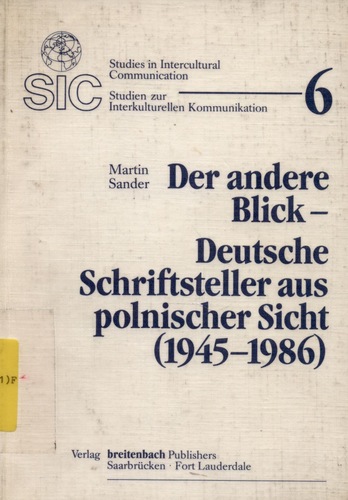 SIC
Studies in Intercultural
Communication
Studien zur
Interkulturellen Kommunikation
6
Martin
Sander
Der andere
Blick –
Deutsche
Schriftsteller aus
polnischer Sicht
(1945–1986)
1)F
Verlag breitenbach Publishers
Saarbrücken · Fort Lauderdale